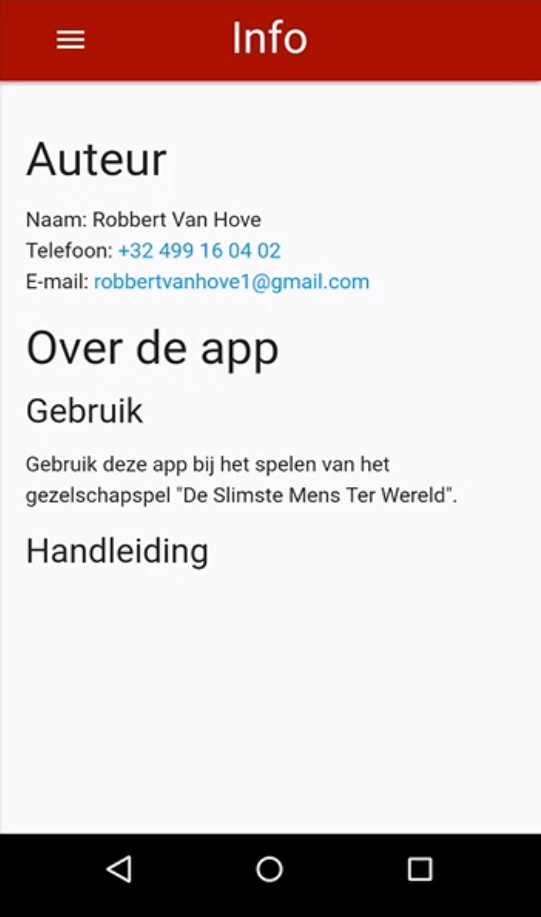 Info
Auteur
Naam: Robbert Van Hove
Telefoon: +32 499 16 04 02
E-mail: robbertvanhove1@gmail.com
Over de app
Gebruik
Gebruik deze app bij het spelen van het
gezelschapspel "De Slimste Mens Ter Wereld".
Handleiding